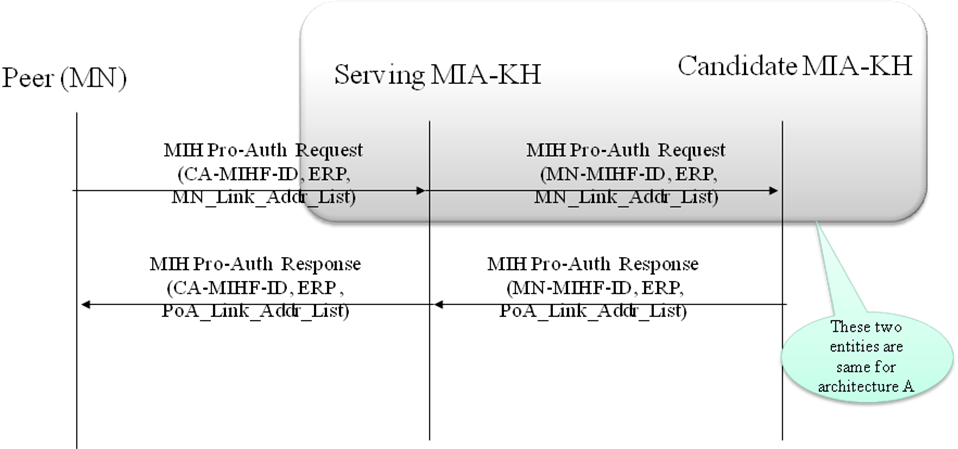 Peer (MN)
Serving MIA-KH
Candidate MIA-KH
MIH Pro-Auth Request
(CA-MIHF-ID, ERP,
MN_Link_Addr_List)
MIH Pro-Auth Request
(MN-MIHF-ID, ERP,
MN_Link_Addr_List)
MIH Pro-Auth Response
(CA-MIHF-ID, ERP ,
PoA_Link_Addr_List)
MIH Pro-Auth Response
(MN-MIHF-ID, ERP,
PoA_Link_Addr_List)
These two
entities are
same for
architecture A